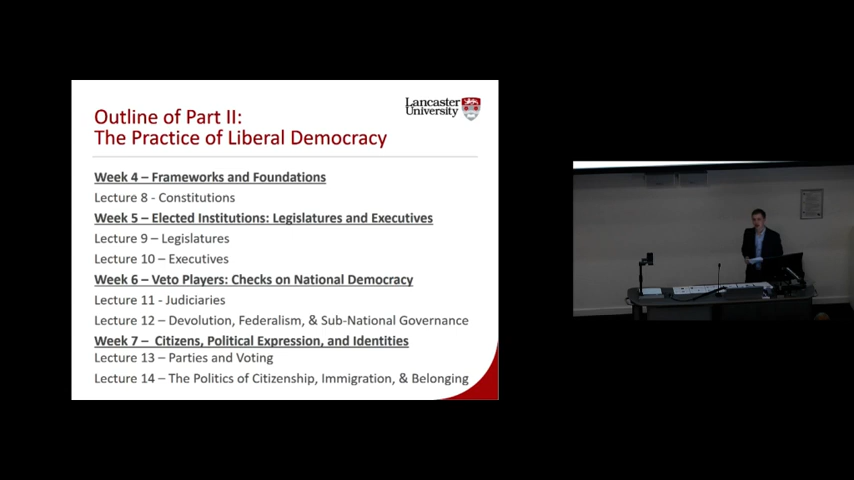 Outline of Part II:
The Practice of Liberal Democracy
Lancaster
University
Week 4 – Frameworks and Foundations
Lecture 8 - Constitutions
Week 5 – Elected Institutions: Legislatures and Executives
Lecture 9 – Legislatures
Lecture 10 – Executives
Week 6 – Veto Players: Checks on National Democracy
Lecture 11 - Judiciaries
Lecture 12 – Devolution, Federalism, & Sub-National Governance
Week 7 – Citizens, Political Expression, and Identities
Lecture 13 – Parties and Voting
Lecture 14 – The Politics of Citizenship, Immigration, & Belonging